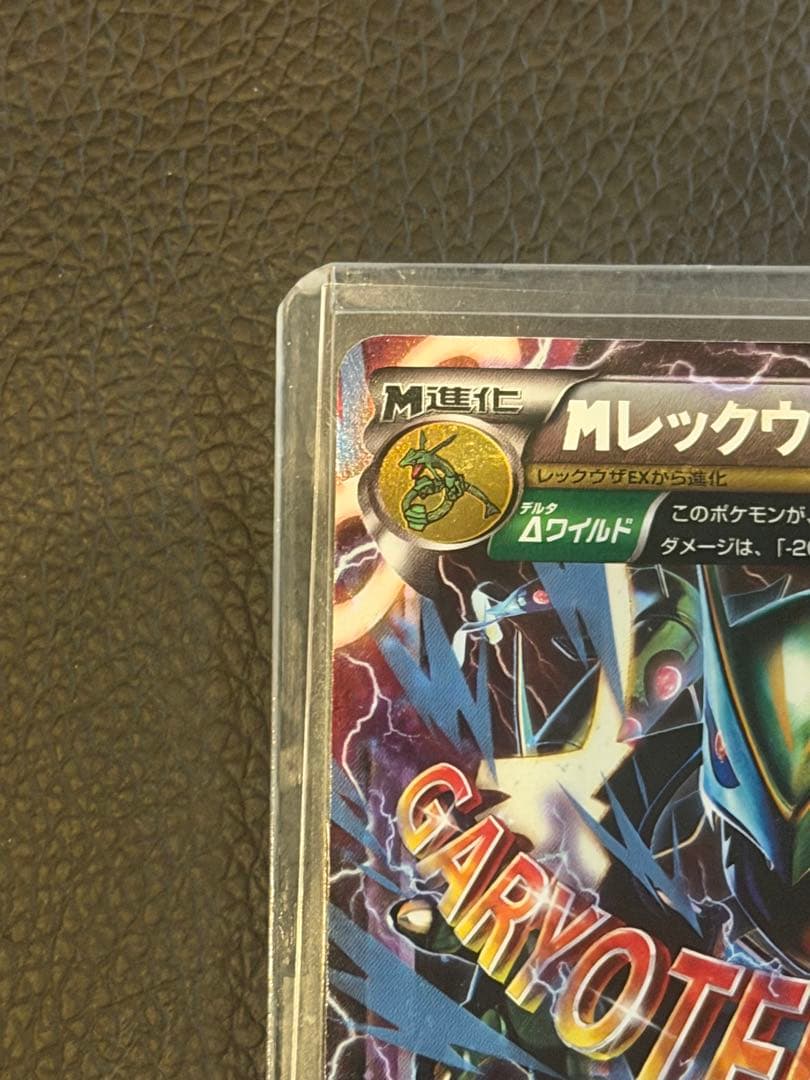 M進化
Mレックウ
レックウザEXから進化
デルタ
Δワイルド
このポケモンが
ダメージは、「-20
GARYOTE